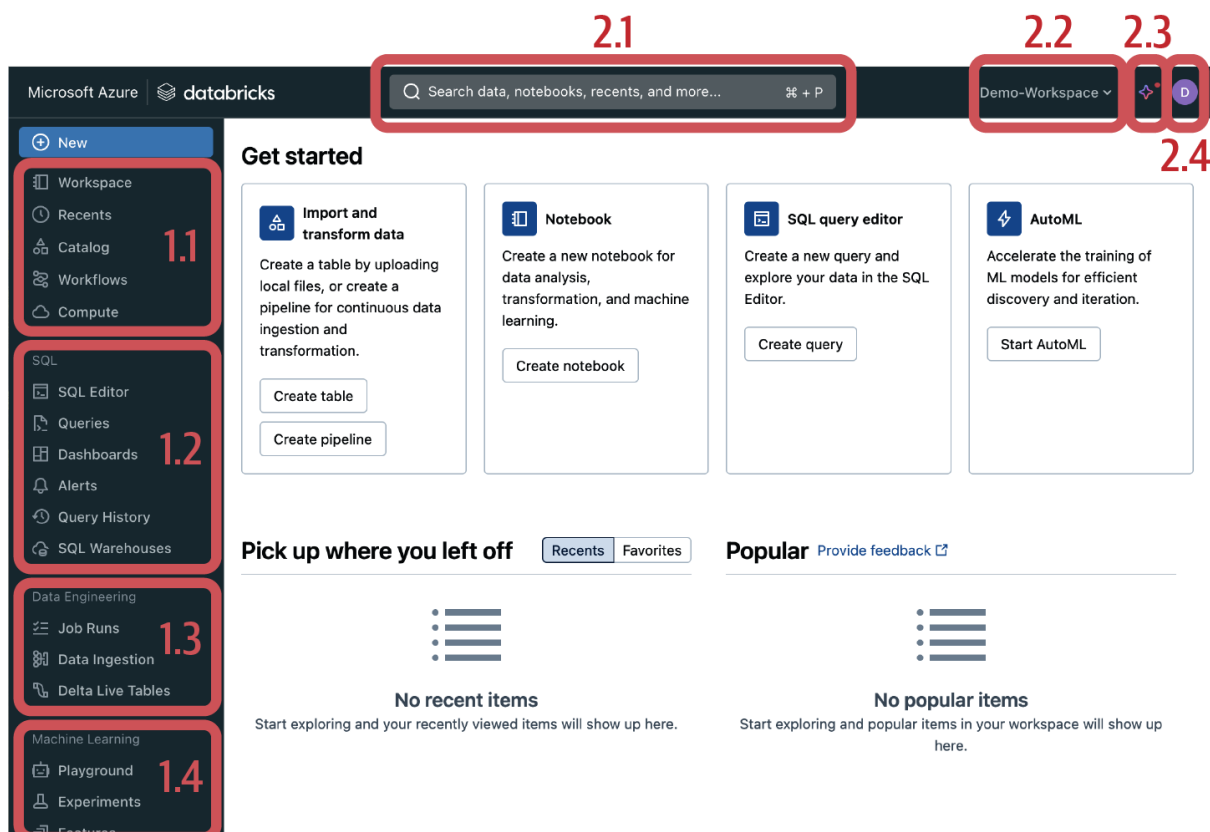 2.1
2.2
2.3
Microsoft Azure
databricks
Search data, notebooks, recents, and more...
⌘ + P
Demo-Workspace
D
2.4
New
Workspace
Recents
Catalog
Workflows
Compute
1.1
SQL
SQL Editor
Queries
Dashboards
Alerts
Query History
SQL Warehouses
1.2
Data Engineering
Job Runs
Data Ingestion
Delta Live Tables
1.3
Machine Learning
Playground
Experiments
Features
1.4
Get started
Import and
transform data
Create a table by uploading
local files, or create a
pipeline for continuous data
ingestion and
transformation.
Create table
Create pipeline
Notebook
Create a new notebook for
data analysis,
transformation, and machine
learning.
Create notebook
SQL query editor
Create a new query and
explore your data in the SQL
Editor.
Create query
AutoML
Accelerate the training of
ML models for efficient
discovery and iteration.
Start AutoML
Pick up where you left off
Recents
Favorites
No recent items
Start exploring and your recently viewed items will show up here.
Popular
Provide feedback
No popular items
Start exploring and popular items in your workspace will show up
here.